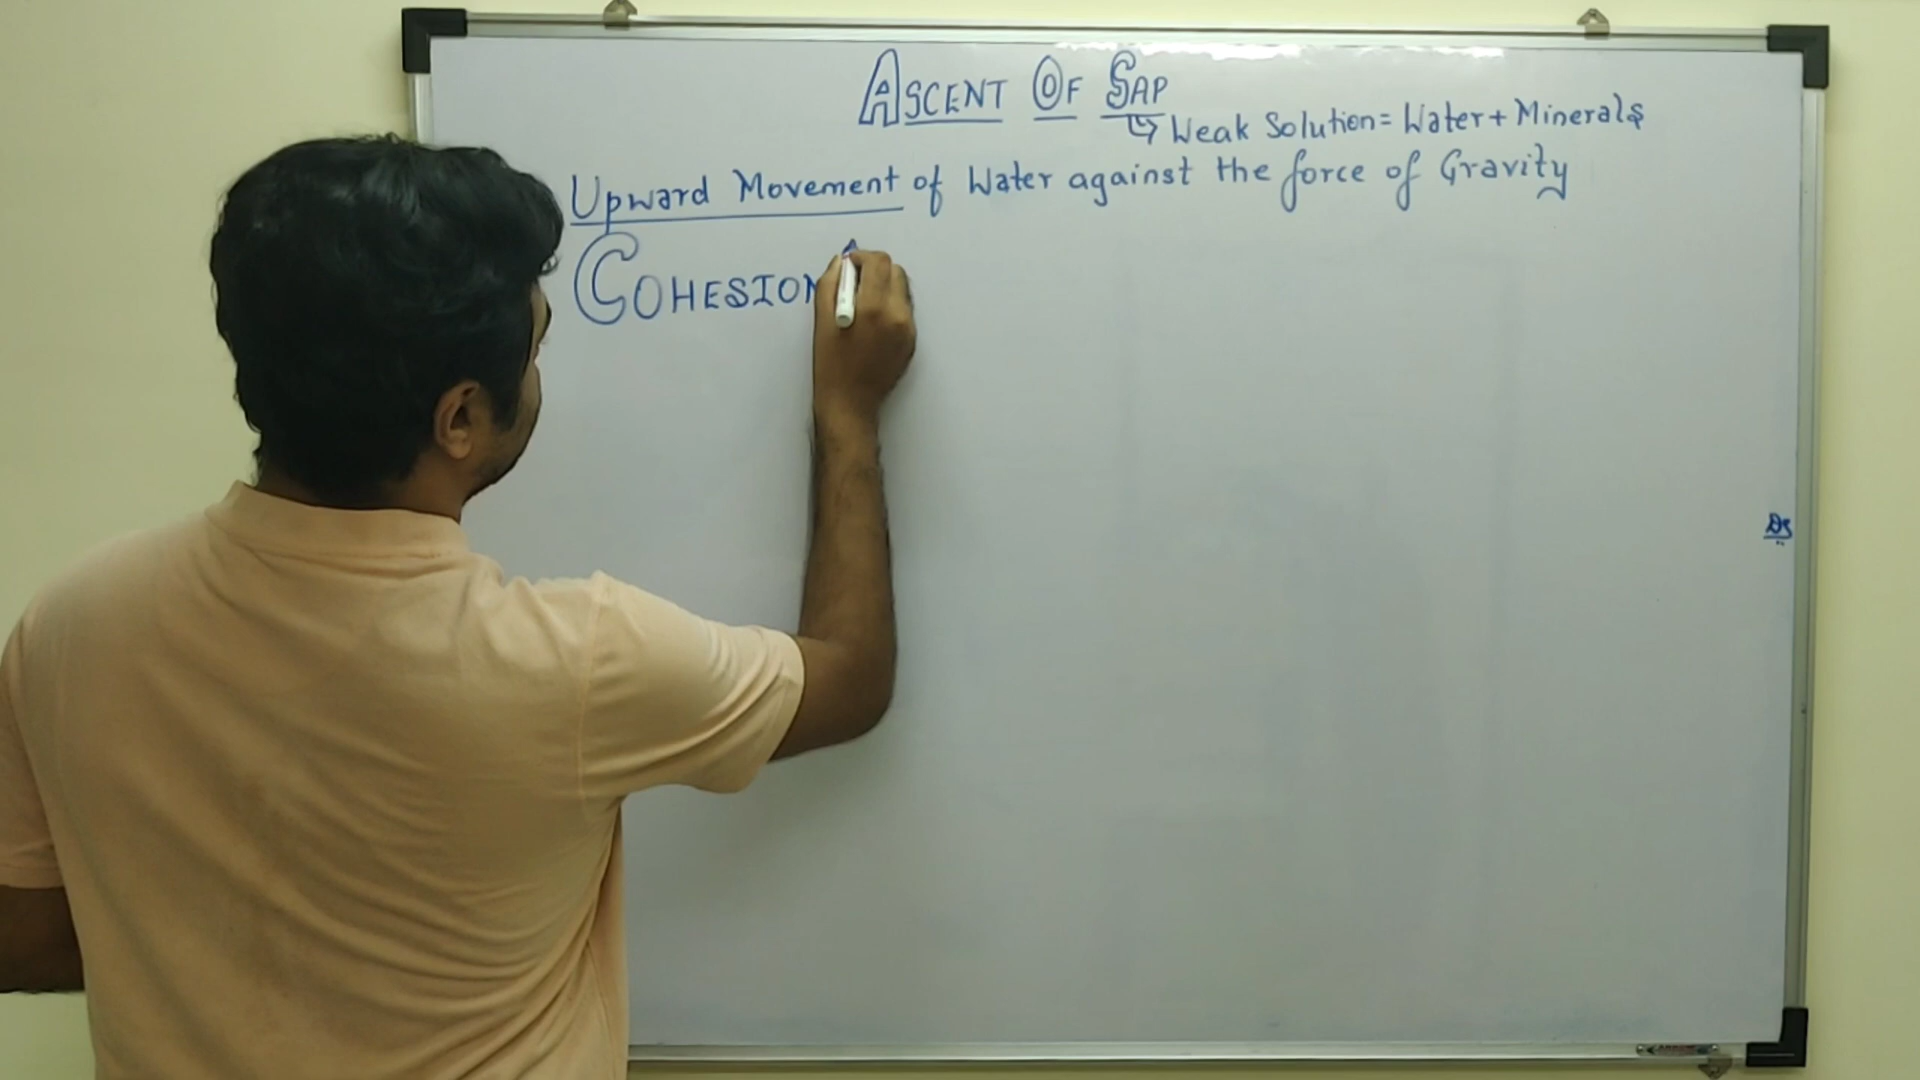 ASCENT OF SAP
↳ Weak Solution = Water + Minerals
Upward Movement of Water against the force of Gravity
COHESION